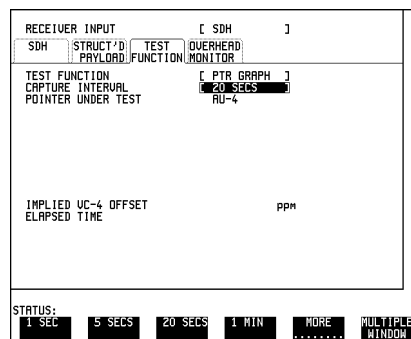 RECEIVER INPUT [ SDH ]
SDH STRUCT'D PAYLOAD TEST FUNCTION OVERHEAD MONITOR
TEST FUNCTION [ PTR GRAPH ]
CAPTURE INTERVAL [ 20 SECS ]
POINTER UNDER TEST AU-4
IMPLIED VC-4 OFFSET ppm
ELAPSED TIME
STATUS:
1 SEC 5 SECS 20 SECS 1 MIN MORE ........ MULTIPLE WINDOW